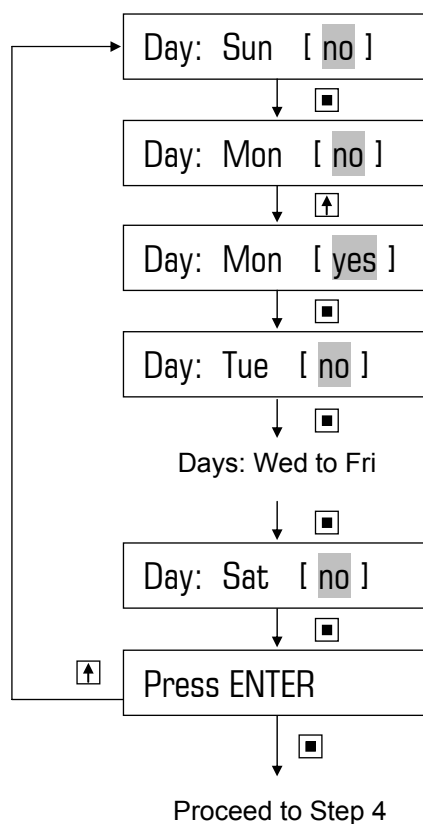 Day: Sun [ no ]
Day: Mon [ no ]
Day: Mon [ yes ]
Day: Tue [ no ]
Days: Wed to Fri
Day: Sat [ no ]
Press ENTER
Proceed to Step 4